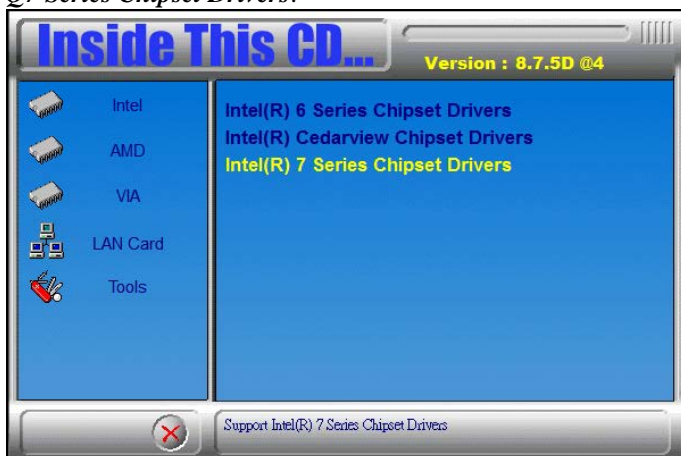 Q7 Series Chipset Drivers.
Inside This CD...
Version : 8.7.5D @4
Intel
AMD
VIA
LAN Card
Tools
Intel(R) 6 Series Chipset Drivers
Intel(R) Cedarview Chipset Drivers
Intel(R) 7 Series Chipset Drivers
Support Intel(R) 7 Series Chipset Drivers